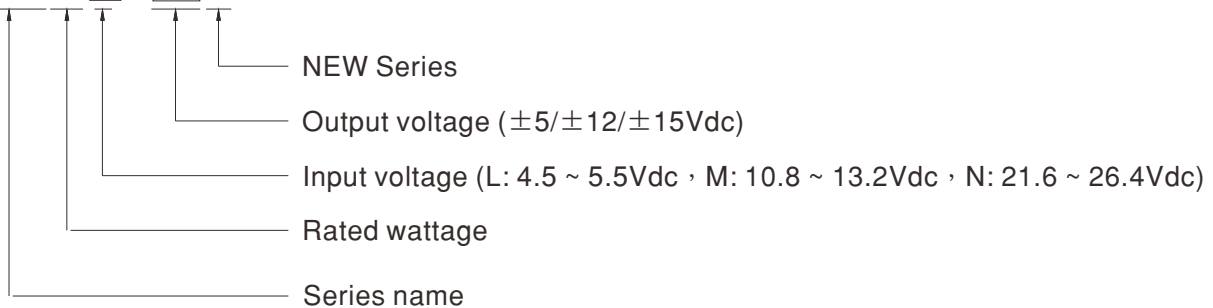 NEW Series
Output voltage (±5/±12/±15Vdc)
Input voltage (L: 4.5 ~ 5.5Vdc，M: 10.8 ~ 13.2Vdc，N: 21.6 ~ 26.4Vdc)
Rated wattage
Series name